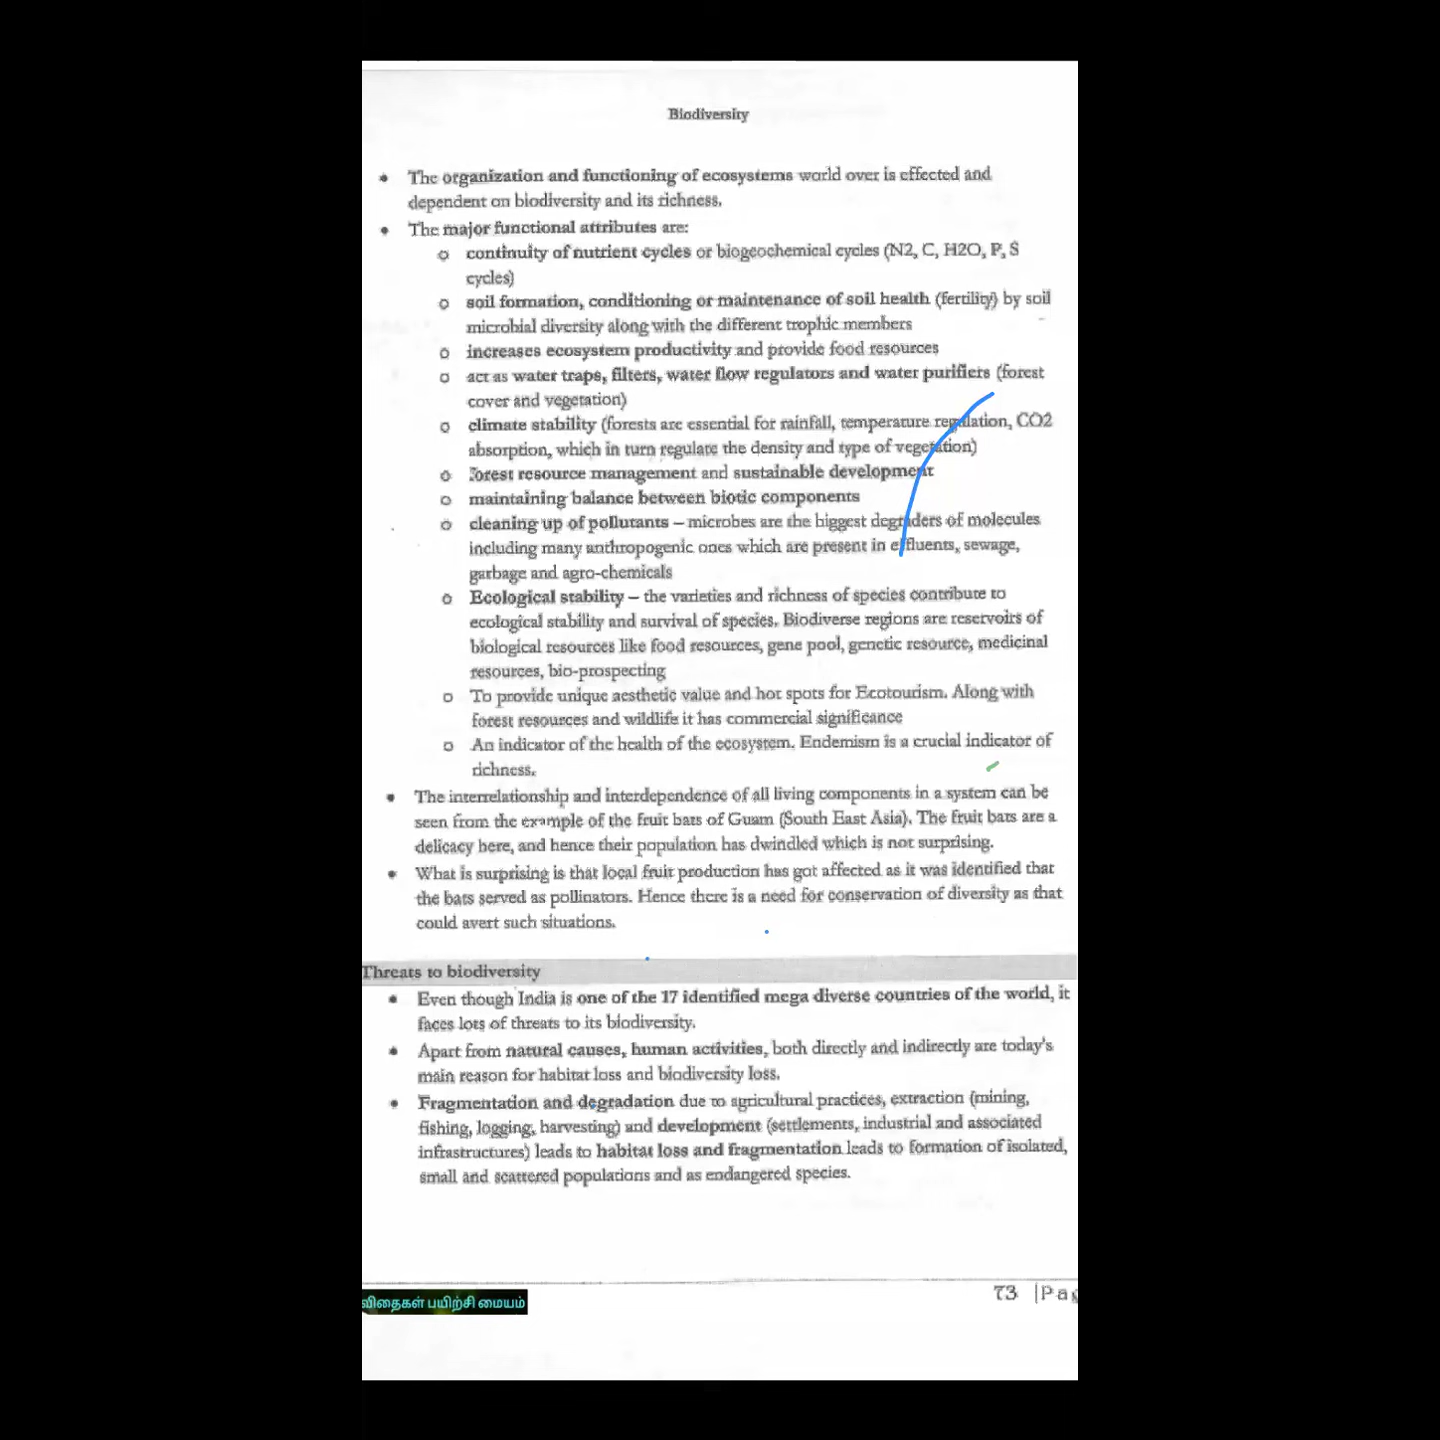 Biodiversity
• The organization and functioning of ecosystems world over is effected and
dependent on biodiversity and its richness.
• The major functional attributes are:
o continuity of nutrient cycles or biogeochemical cycles (N2, C, H2O, P, S
cycles)
o soil formation, conditioning or maintenance of soil health (fertility) by soil
microbial diversity along with the different trophic members
o increases ecosystem productivity and provide food resources
o act as water traps, filters, water flow regulators and water purifiers (forest
cover and vegetation)
o climate stability (forests are essential for rainfall, temperature regulation, CO2
absorption, which in turn regulate the density and type of vegetation)
o forest resource management and sustainable development
o maintaining balance between biotic components
o cleaning up of pollutants – microbes are the biggest degraders of molecules
including many anthropogenic ones which are present in effluents, sewage,
garbage and agro-chemicals
o Ecological stability – the varieties and richness of species contribute to
ecological stability and survival of species. Biodiverse regions are reservoirs of
biological resources like food resources, gene pool, genetic resource, medicinal
resources, bio-prospecting
o To provide unique aesthetic value and hot spots for Ecotourism. Along with
forest resources and wildlife it has commercial significance
o An indicator of the health of the ecosystem. Endemism is a crucial indicator of
richness.
• The interrelationship and interdependence of all living components in a system can be
seen from the example of the fruit bats of Guam (South East Asia). The fruit bats are a
delicacy here, and hence their population has dwindled which is not surprising.
• What is surprising is that local fruit production has got affected as it was identified that
the bats served as pollinators. Hence there is a need for conservation of diversity as that
could avert such situations.
Threats to biodiversity
• Even though India is one of the 17 identified mega diverse countries of the world, it
faces lots of threats to its biodiversity.
• Apart from natural causes, human activities, both directly and indirectly are today's
main reason for habitat loss and biodiversity loss.
• Fragmentation and degradation due to agricultural practices, extraction (mining,
fishing, logging, harvesting) and development (settlements, industrial and associated
infrastructures) leads to habitat loss and fragmentation leads to formation of isolated,
small and scattered populations and as endangered species.
73 | Pag
விதைகள் பயிற்சி மையம்